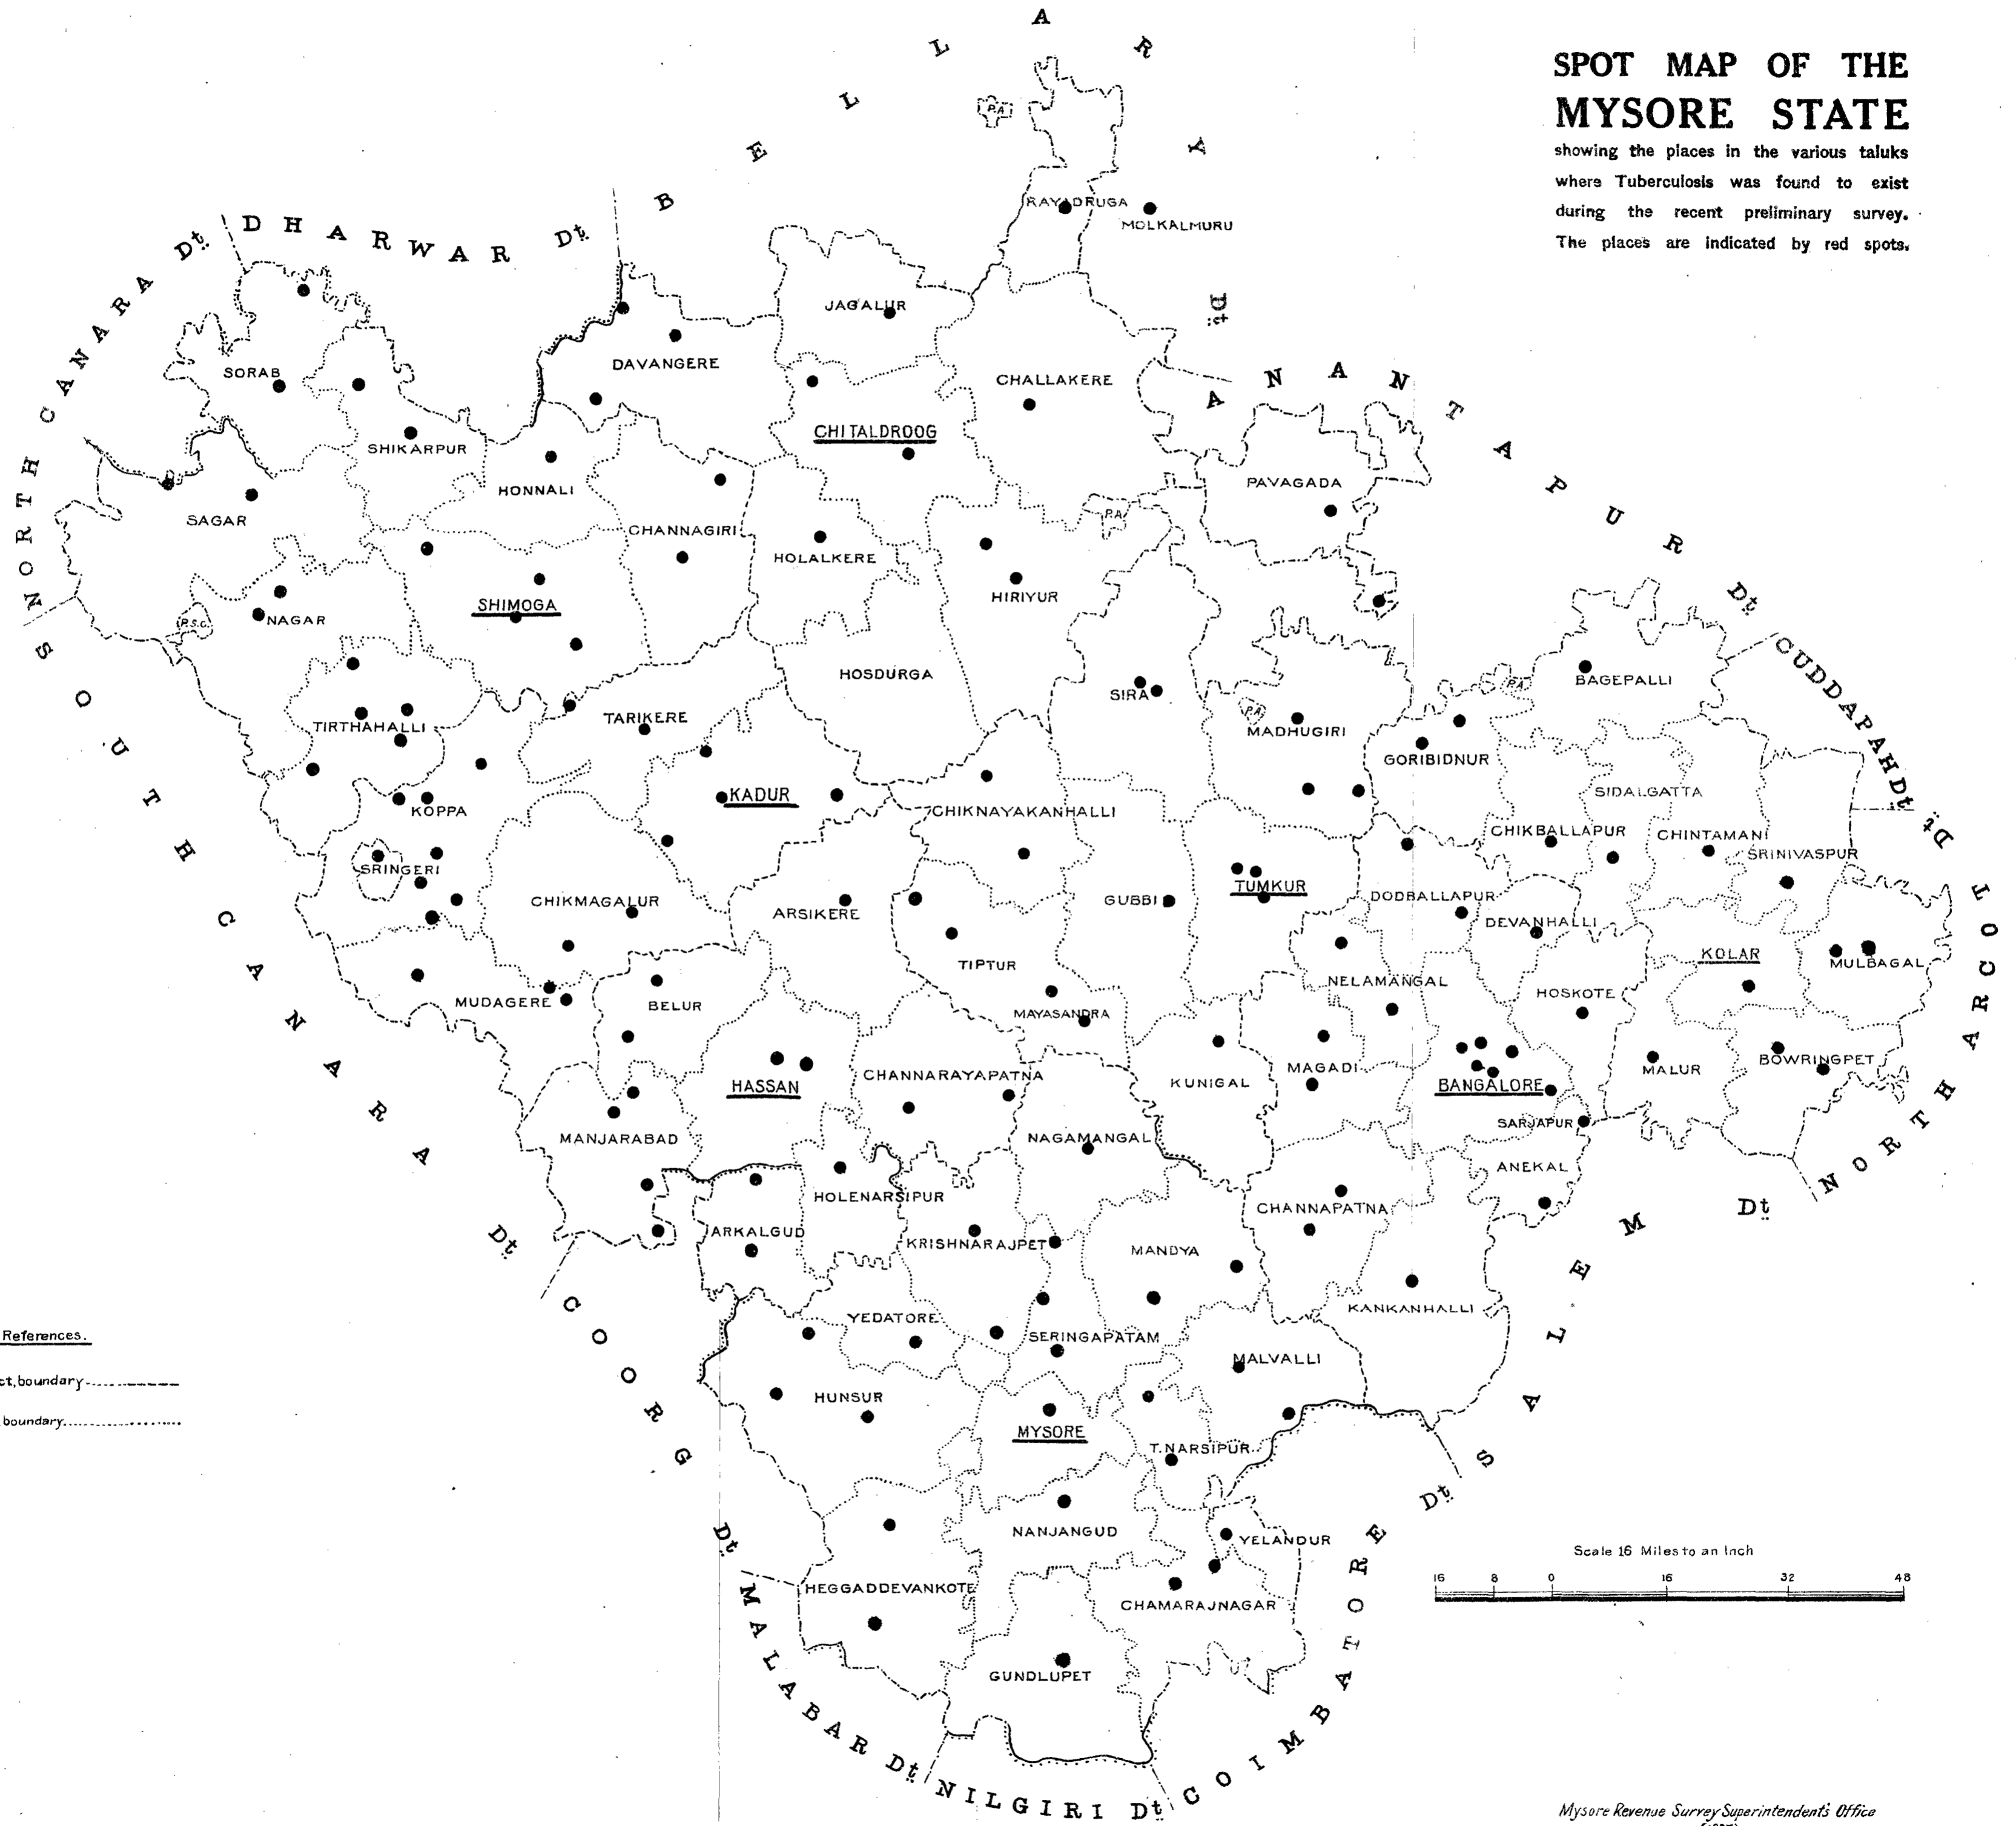 SPOT MAP OF THE
MYSORE STATE
showing the places in the various taluks
where Tuberculosis was found to exist
during the recent preliminary survey.
The places are indicated by red spots.
BELLARY Dt.
DHARWAR Dt.
NORTH CANARA Dt.
ANANTAPUR Dt.
CUDDAPAH Dt.
NORTH ARCOT Dt.
SOUTH CANARA Dt.
COORG Dt.
MALABAR Dt.
NILGIRI Dt.
COIMBATORE Dt.
SALEM Dt
P.A
RAYADRUGA
MOLKALMURU
JAGALUR
DAVANGERE
SORAB
CHALLAKERE
CHITALDROOG
SHIKARPUR
HONNALI
PAVAGADA
P.A.
SAGAR
CHANNAGIRI
HOLALKERE
HIRIYUR
SHIMOGA
P.S.C.
NAGAR
HOSDURGA
SIRA
BAGEPALLI
P.A
P.A
TIRTHAHALLI
TARIKERE
MADHUGIRI
GORIBIDNUR
KADUR
SIDALGATTA
KOPPA
CHIKNAYAKANHALLI
CHIKBALLAPUR
CHINTAMANI
SRINIVASPUR
SRINGERI
CHIKMAGALUR
ARSIKERE
GUBBI
TUMKUR
DODBALLAPUR
DEVANHALLI
TIPTUR
KOLAR
MULBAGAL
NELAMANGAL
HOSKOTE
MUDAGERE
BELUR
MAYASANDRA
HASSAN
CHANNARAYAPATNA
KUNIGAL
MAGADI
BANGALORE
MALUR
BOWRINGPET
SARJAPUR
MANJARABAD
NAGAMANGAL
ANEKAL
HOLENARSIPUR
CHANNAPATNA
ARKALGUD
KRISHNARAJPET
MANDYA
KANKANHALLI
YEDATORE
SERINGAPATAM
MALVALLI
HUNSUR
MYSORE
T.NARSIPUR
NANJANGUD
YELANDUR
HEGGADDEVANKOTE
CHAMARAJNAGAR
GUNDLUPET
References.
ct, boundary
boundary
Scale 16 Miles to an Inch
16 8 0 16 32 48
Mysore Revenue Survey Superintendent's Office